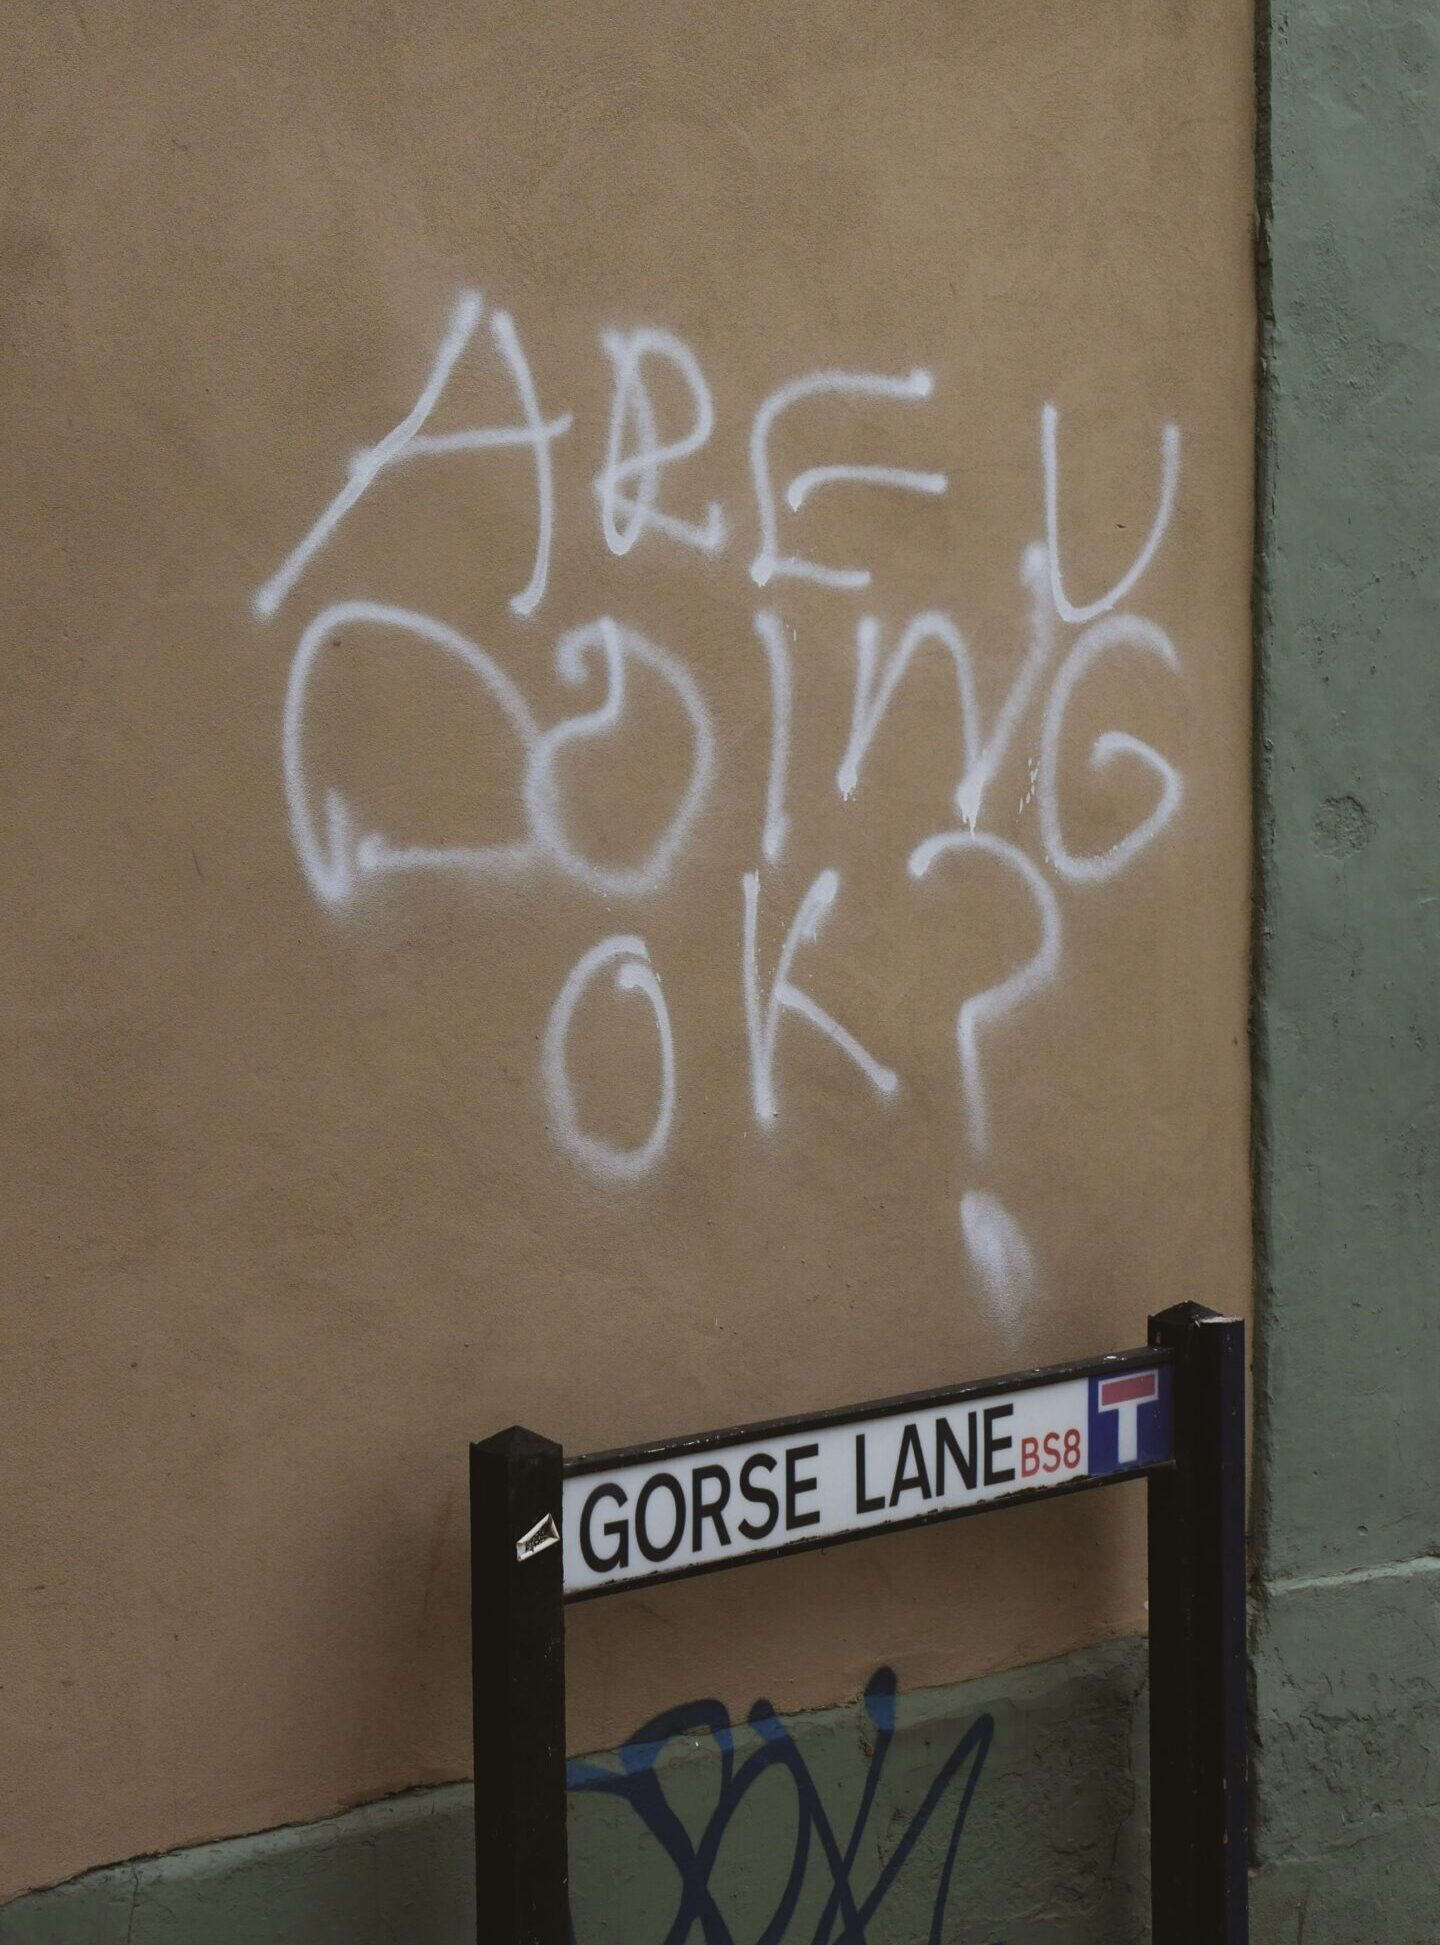 ARE U
DOING
OK?
GORSE LANE BS8